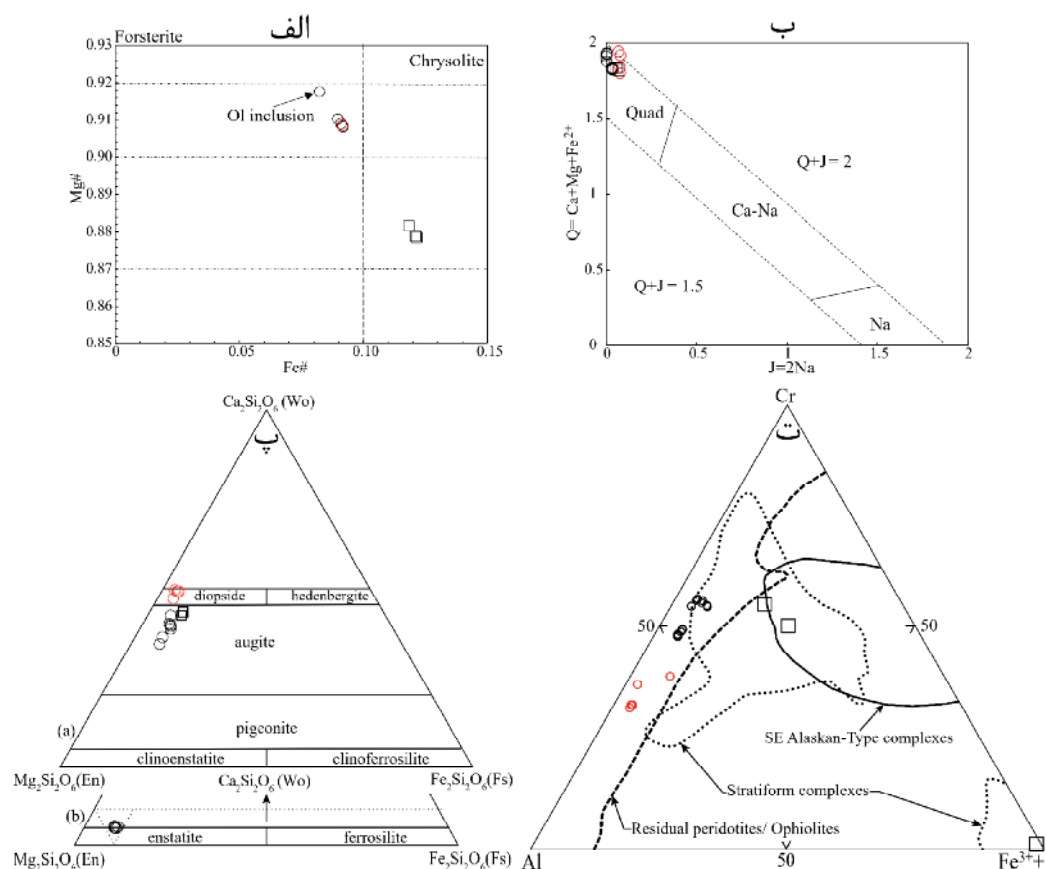 الف
Forsterite
Chrysolite
Ol inclusion
0.93
0.92
0.91
0.90
0.89
0.88
0.87
0.86
0.85
Mg#
0
0.05
0.10
0.15
Fe#
ب
2
1.5
1
0.5
0
Q= Ca+Mg+Fe²⁺
Quad
Q+J= 2
Ca-Na
Q+J = 1.5
Na
0
0.5
1
1.5
2
J=2Na
Ca₂Si₂O₆(Wo)
پ
diopside
hedenbergite
augite
pigeonite
(a)
clinoenstatite
clinoferrosilite
Mg₂Si₂O₆(En)
Ca₂Si₂O₆(Wo)
Fe₂Si₂O₆(Fs)
(b)
enstatite
ferrosilite
Mg₂Si₂O₆(En)
Fe₂Si₂O₆(Fs)
Cr
ت
50
50
SE Alaskan-Type complexes
Stratiform complexes
Residual peridotites/ Ophiolites
Al
50
Fe³⁺+